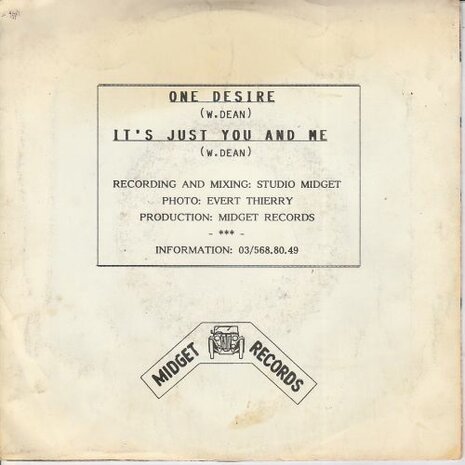 ONE DESIRE
(W.DEAN)
IT'S JUST YOU AND ME
(W.DEAN)
RECORDING AND MIXING: STUDIO MIDGET
PHOTO: EVERT THIERRY
PRODUCTION: MIDGET RECORDS
- *** -
INFORMATION: 03/568.80.49
MIDGET RECORDS